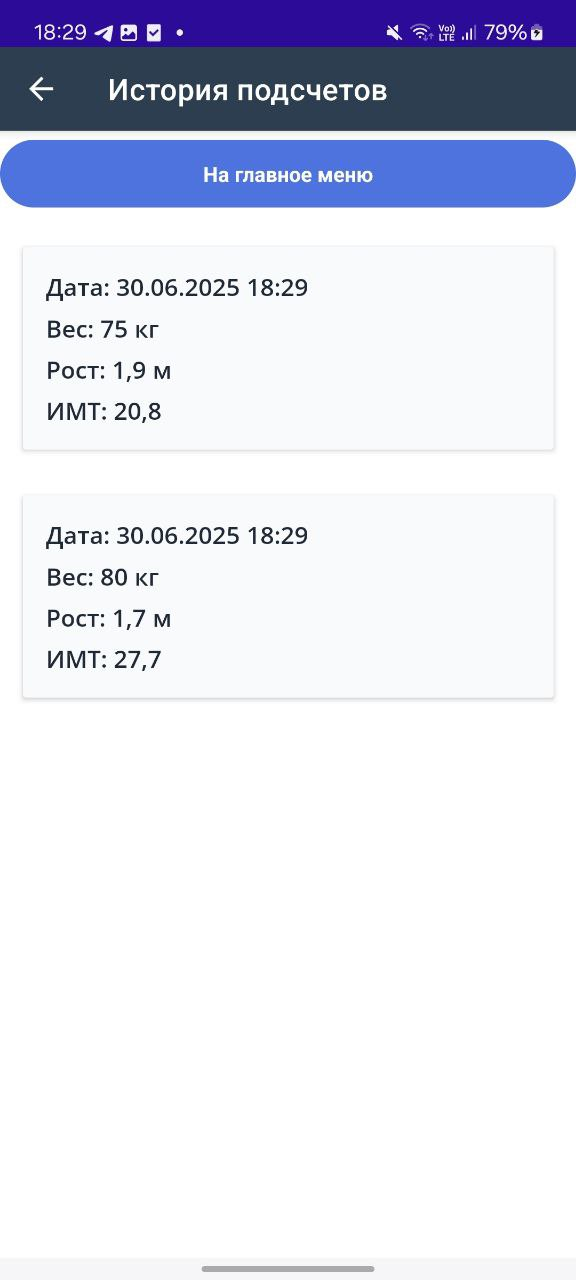 18:29
Vo)) LTE 79%
История подсчетов
На главное меню
Дата: 30.06.2025 18:29
Вес: 75 кг
Рост: 1,9 м
ИМТ: 20,8
Дата: 30.06.2025 18:29
Вес: 80 кг
Рост: 1,7 м
ИМТ: 27,7